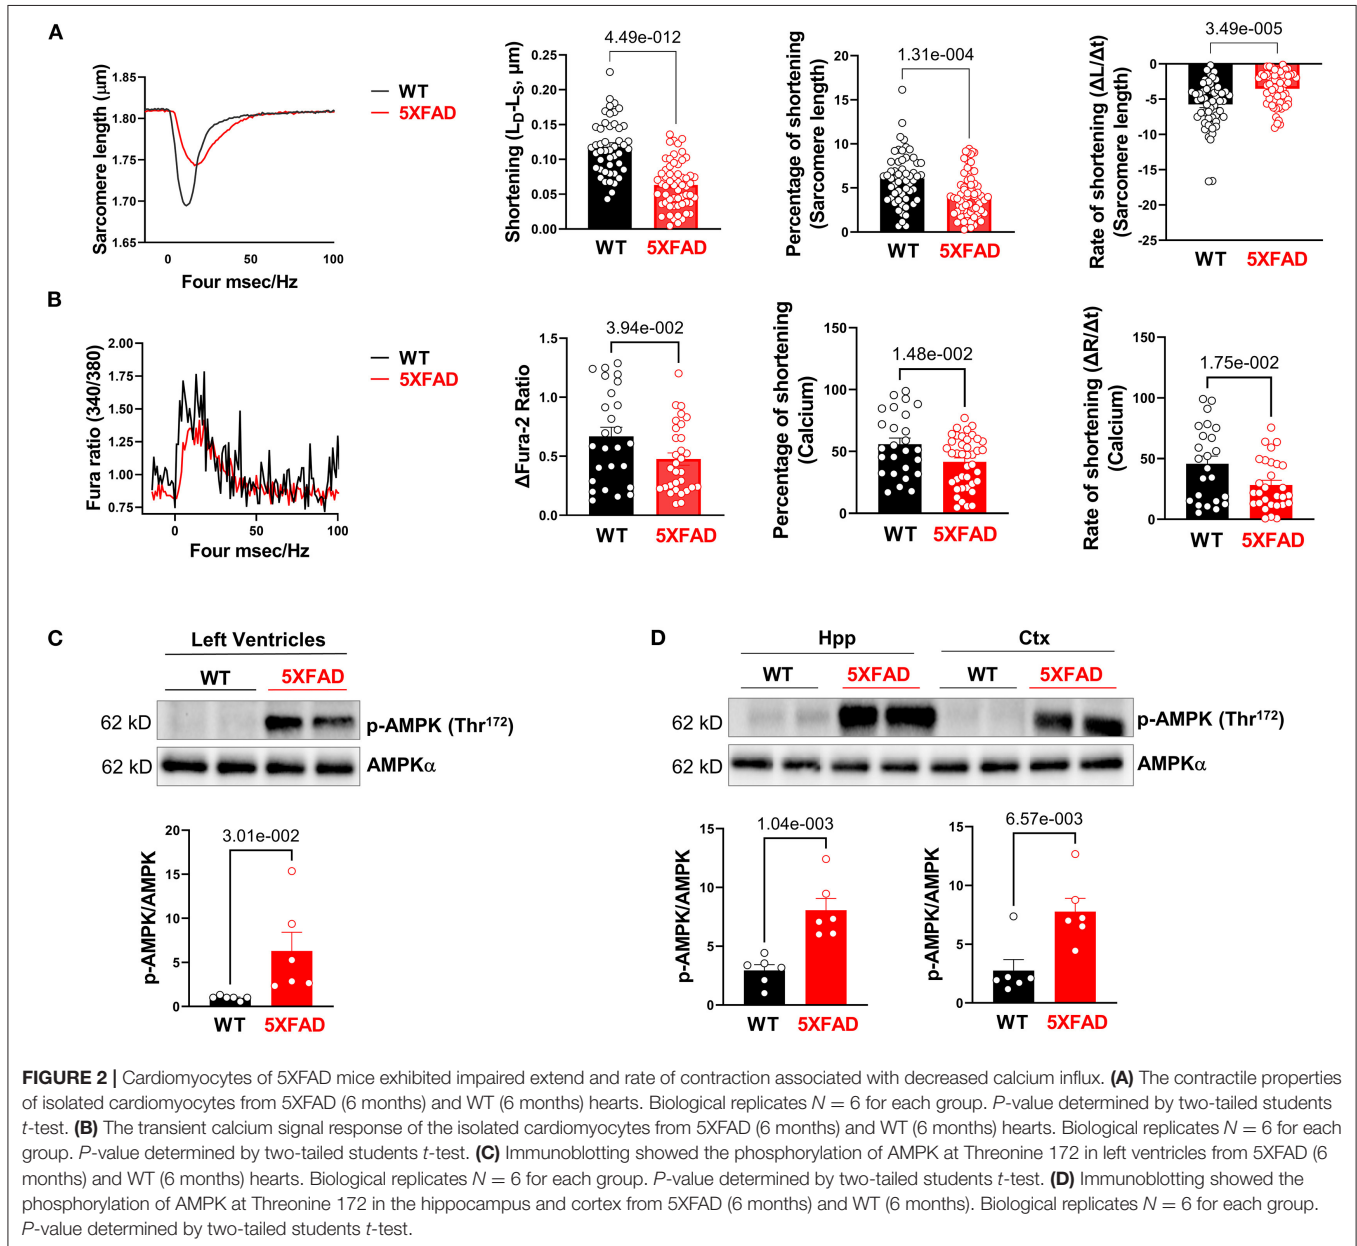 A
Sarcomere length (μm)
1.85
1.80
1.75
1.70
1.65
0 50 100
Four msec/Hz
WT
5XFAD
Shortening (LD-LS, μm)
0.25
0.20
0.15
0.10
0.05
0.00
4.49e-012
WT 5XFAD
Percentage of shortening
(Sarcomere length)
20
15
10
5
0
1.31e-004
WT 5XFAD
Rate of shortening (ΔL/Δt)
(Sarcomere length)
0
-5
-10
-15
-20
-25
3.49e-005
WT 5XFAD
B
Fura ratio (340/380)
2.00
1.75
1.50
1.25
1.00
0.75
0 50 100
Four msec/Hz
WT
5XFAD
ΔFura-2 Ratio
1.5
1.0
0.5
0.0
3.94e-002
WT 5XFAD
Percentage of shortening
(Calcium)
150
100
50
0
1.48e-002
WT 5XFAD
Rate of shortening (ΔR/Δt)
(Calcium)
150
100
50
0
1.75e-002
WT 5XFAD
C
Left Ventricles
WT 5XFAD
62 kD p-AMPK (Thr172)
62 kD AMPKα
p-AMPK/AMPK
20
15
10
5
0
3.01e-002
WT 5XFAD
D
Hpp Ctx
WT 5XFAD WT 5XFAD
62 kD p-AMPK (Thr172)
62 kD AMPKα
p-AMPK/AMPK
15
10
5
0
1.04e-003
WT 5XFAD
p-AMPK/AMPK
15
10
5
0
6.57e-003
WT 5XFAD
FIGURE 2 | Cardiomyocytes of 5XFAD mice exhibited impaired extend and rate of contraction associated with decreased calcium influx. (A) The contractile properties
of isolated cardiomyocytes from 5XFAD (6 months) and WT (6 months) hearts. Biological replicates N = 6 for each group. P-value determined by two-tailed students
t-test. (B) The transient calcium signal response of the isolated cardiomyocytes from 5XFAD (6 months) and WT (6 months) hearts. Biological replicates N = 6 for each
group. P-value determined by two-tailed students t-test. (C) Immunoblotting showed the phosphorylation of AMPK at Threonine 172 in left ventricles from 5XFAD (6
months) and WT (6 months) hearts. Biological replicates N = 6 for each group. P-value determined by two-tailed students t-test. (D) Immunoblotting showed the
phosphorylation of AMPK at Threonine 172 in the hippocampus and cortex from 5XFAD (6 months) and WT (6 months). Biological replicates N = 6 for each group.
P-value determined by two-tailed students t-test.